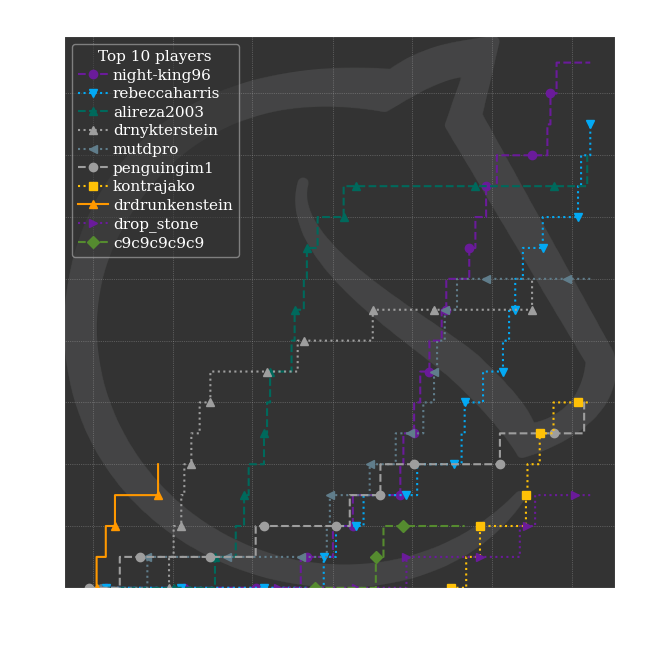 Top 10 players
night-king96
rebeccaharris
alireza2003
drnykterstein
mutdpro
penguingim1
kontrajako
drdrunkenstein
drop_stone
c9c9c9c9c9